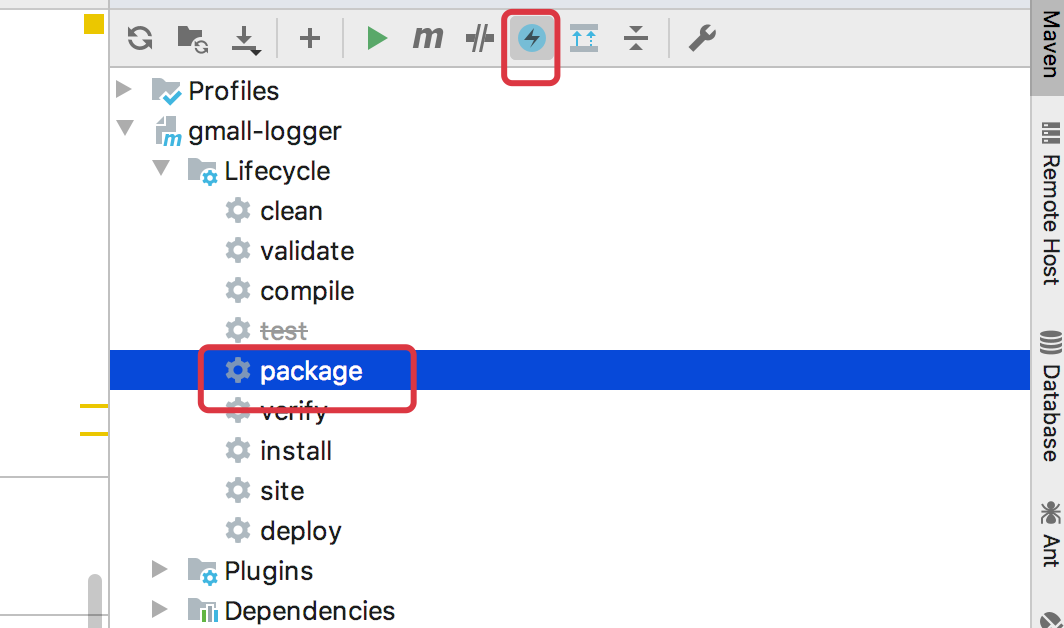 m
Profiles
gmall-logger
Lifecycle
clean
validate
compile
test
package
verify
install
site
deploy
Plugins
Dependencies
Maven
Remote Host
Database
Ant